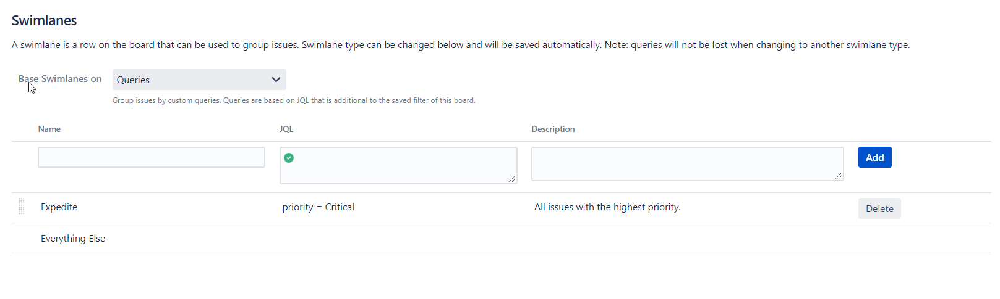 Swimlanes
A swimlane is a row on the board that can be used to group issues. Swimlane type can be changed below and will be saved automatically. Note: queries will not be lost when changing to another swimlane type.
Base Swimlanes on Queries
Group issues by custom queries. Queries are based on JQL that is additional to the saved filter of this board.
Name JQL Description
Add
Expedite priority = Critical All issues with the highest priority. Delete
Everything Else